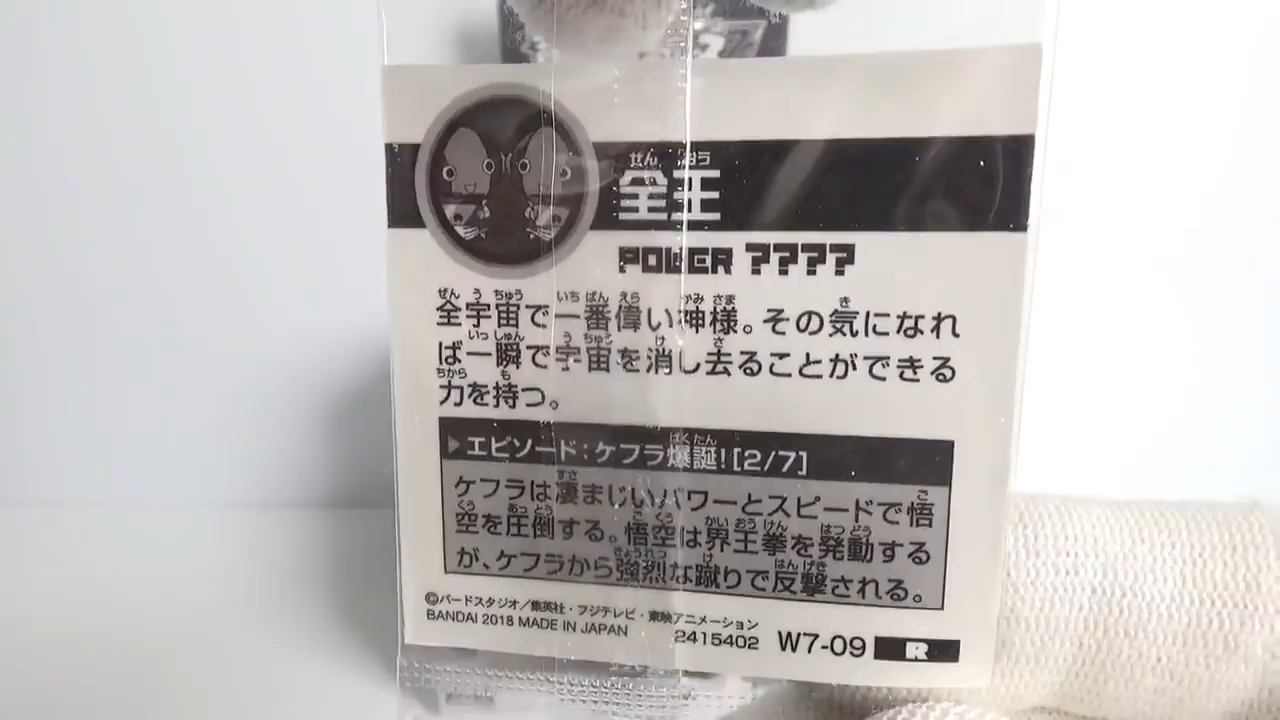 全王
POWER ????
全宇宙で一番偉い神様。その気になれ
ば一瞬で宇宙を消し去ることができる
力を持つ。
▶エピソード:ケフラ爆誕![2/7]
ケフラは凄まじいパワーとスピードで悟
空を圧倒する。悟空は界王拳を発動する
が、ケフラから強烈な蹴りで反撃される。
©バードスタジオ/集英社・フジテレビ・東映アニメーション
BANDAI 2018 MADE IN JAPAN
2415402 W7-09 R